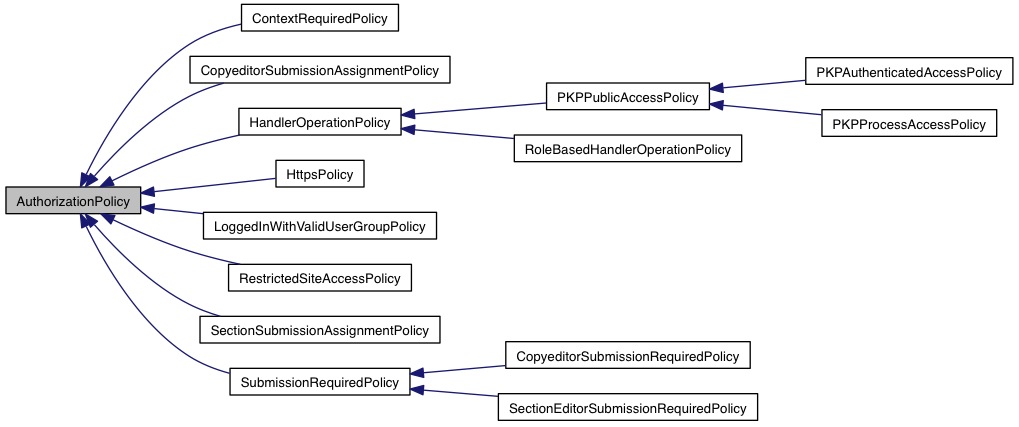 ContextRequiredPolicy
CopyeditorSubmissionAssignmentPolicy
PKPAuthenticatedAccessPolicy
PKPPublicAccessPolicy
HandlerOperationPolicy
PKPProcessAccessPolicy
RoleBasedHandlerOperationPolicy
HttpsPolicy
AuthorizationPolicy
LoggedInWithValidUserGroupPolicy
RestrictedSiteAccessPolicy
SectionSubmissionAssignmentPolicy
CopyeditorSubmissionRequiredPolicy
SubmissionRequiredPolicy
SectionEditorSubmissionRequiredPolicy